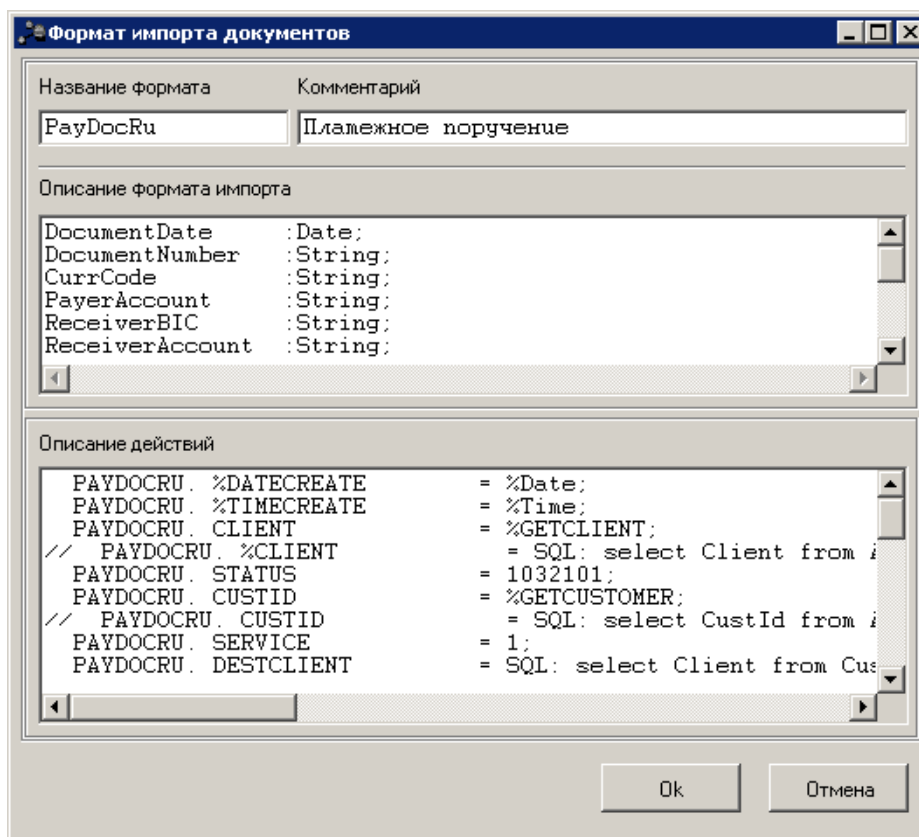 Формат импорта документов
Название формата Комментарий
PayDocRu Платежное поручение
Описание формата импорта
DocumentDate :Date;
DocumentNumber :String;
CurrCode :String;
PayerAccount :String;
ReceiverBIC :String;
ReceiverAccount :String;
Описание действий
PAYDOCRU. %DATECREATE = %Date;
PAYDOCRU. %TIMECREATE = %Time;
PAYDOCRU. CLIENT = %GETCLIENT;
// PAYDOCRU. %CLIENT = SQL: select Client from
PAYDOCRU. STATUS = 1032101;
PAYDOCRU. CUSTID = %GETCUSTOMER;
// PAYDOCRU. CUSTID = SQL: select CustId from
PAYDOCRU. SERVICE = 1;
PAYDOCRU. DESTCLIENT = SQL: select Client from Cus
Ok Отмена